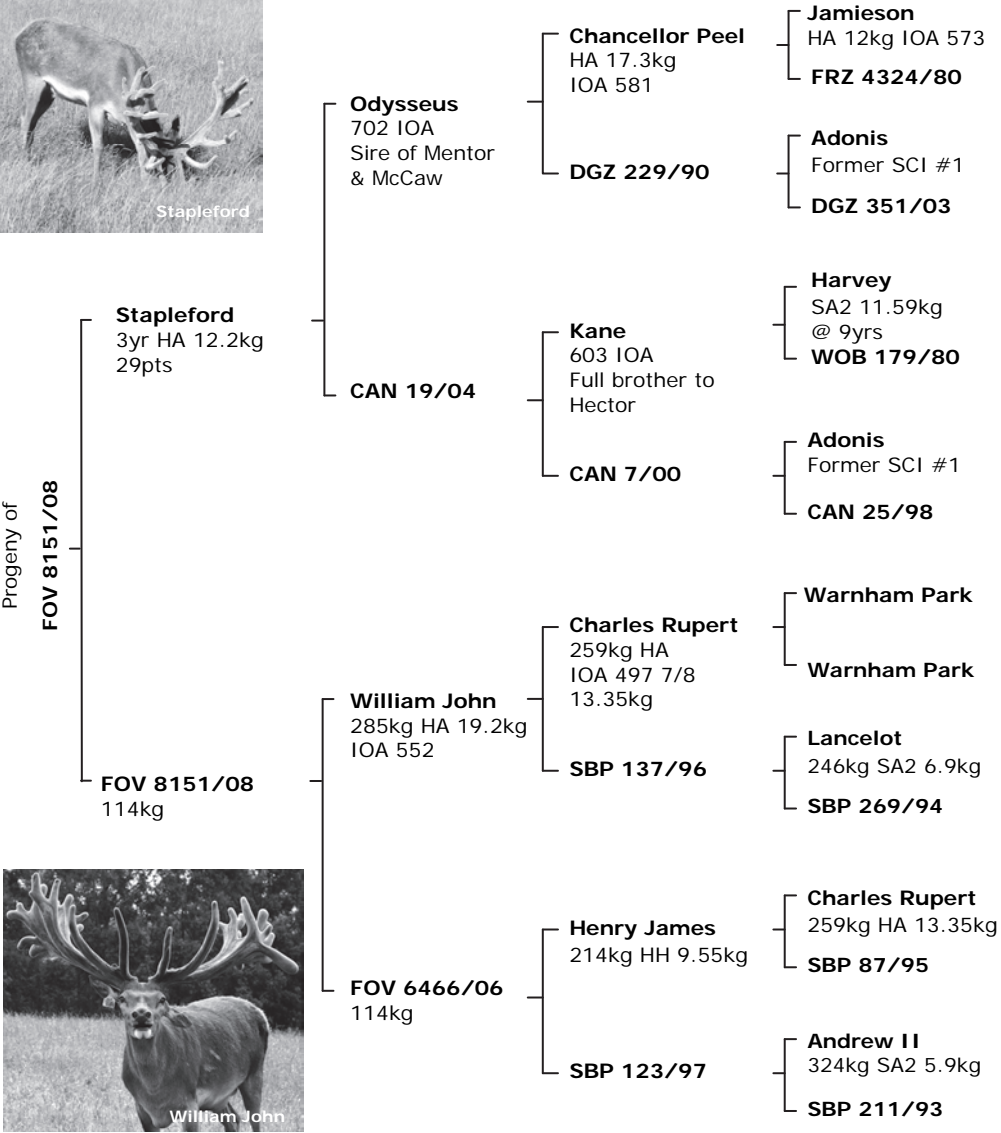 Stapleford
Progeny of
FOV 8151/08
Stapleford
3yr HA 12.2kg
29pts
FOV 8151/08
114kg
William John
Odysseus
702 IOA
Sire of Mentor
& McCaw
CAN 19/04
William John
285kg HA 19.2kg
IOA 552
FOV 6466/06
114kg
Chancellor Peel
HA 17.3kg
IOA 581
DGZ 229/90
Kane
603 IOA
Full brother to
Hector
CAN 7/00
Charles Rupert
259kg HA
IOA 497 7/8
13.35kg
SBP 137/96
Henry James
214kg HH 9.55kg
SBP 123/97
Jamieson
HA 12kg IOA 573
FRZ 4324/80
Adonis
Former SCI #1
DGZ 351/03
Harvey
SA2 11.59kg
@ 9yrs
WOB 179/80
Adonis
Former SCI #1
CAN 25/98
Warnham Park
Warnham Park
Lancelot
246kg SA2 6.9kg
SBP 269/94
Charles Rupert
259kg HA 13.35kg
SBP 87/95
Andrew II
324kg SA2 5.9kg
SBP 211/93